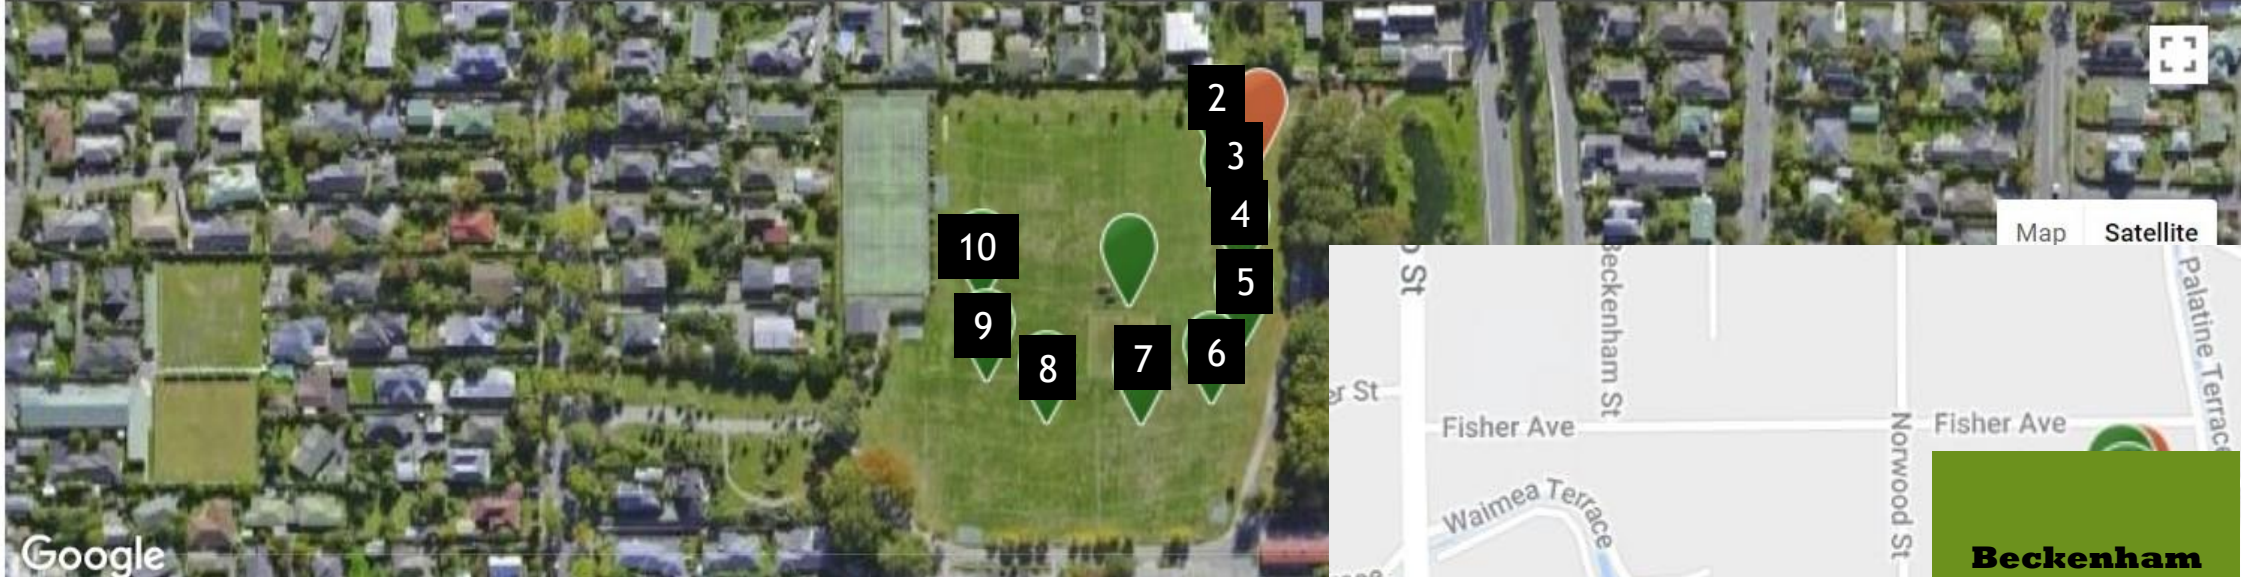 2
3
4
5
6
7
8
9
10
Map
Satellite
Google
St
Beckenham St
Palatine Terrace
er St
Fisher Ave
Fisher Ave
Norwood St
Waimea Terrace
Beckenham